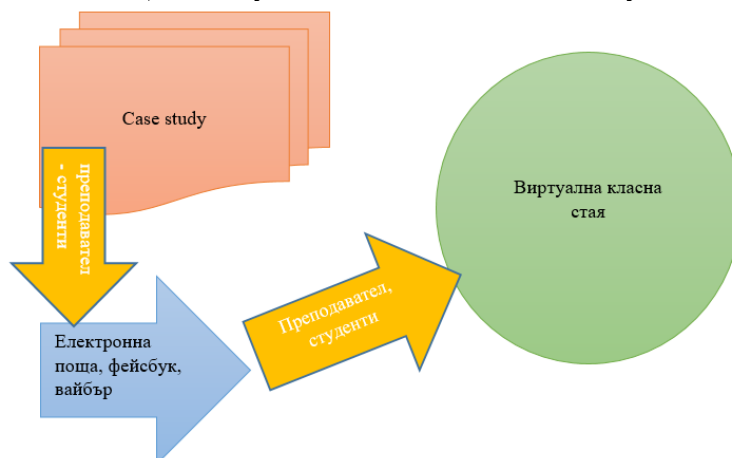 Case study
преподавател
- студенти
Електронна
поща, фейсбук,
вайбър
Преподавател,
студенти
Виртуална класна
стая